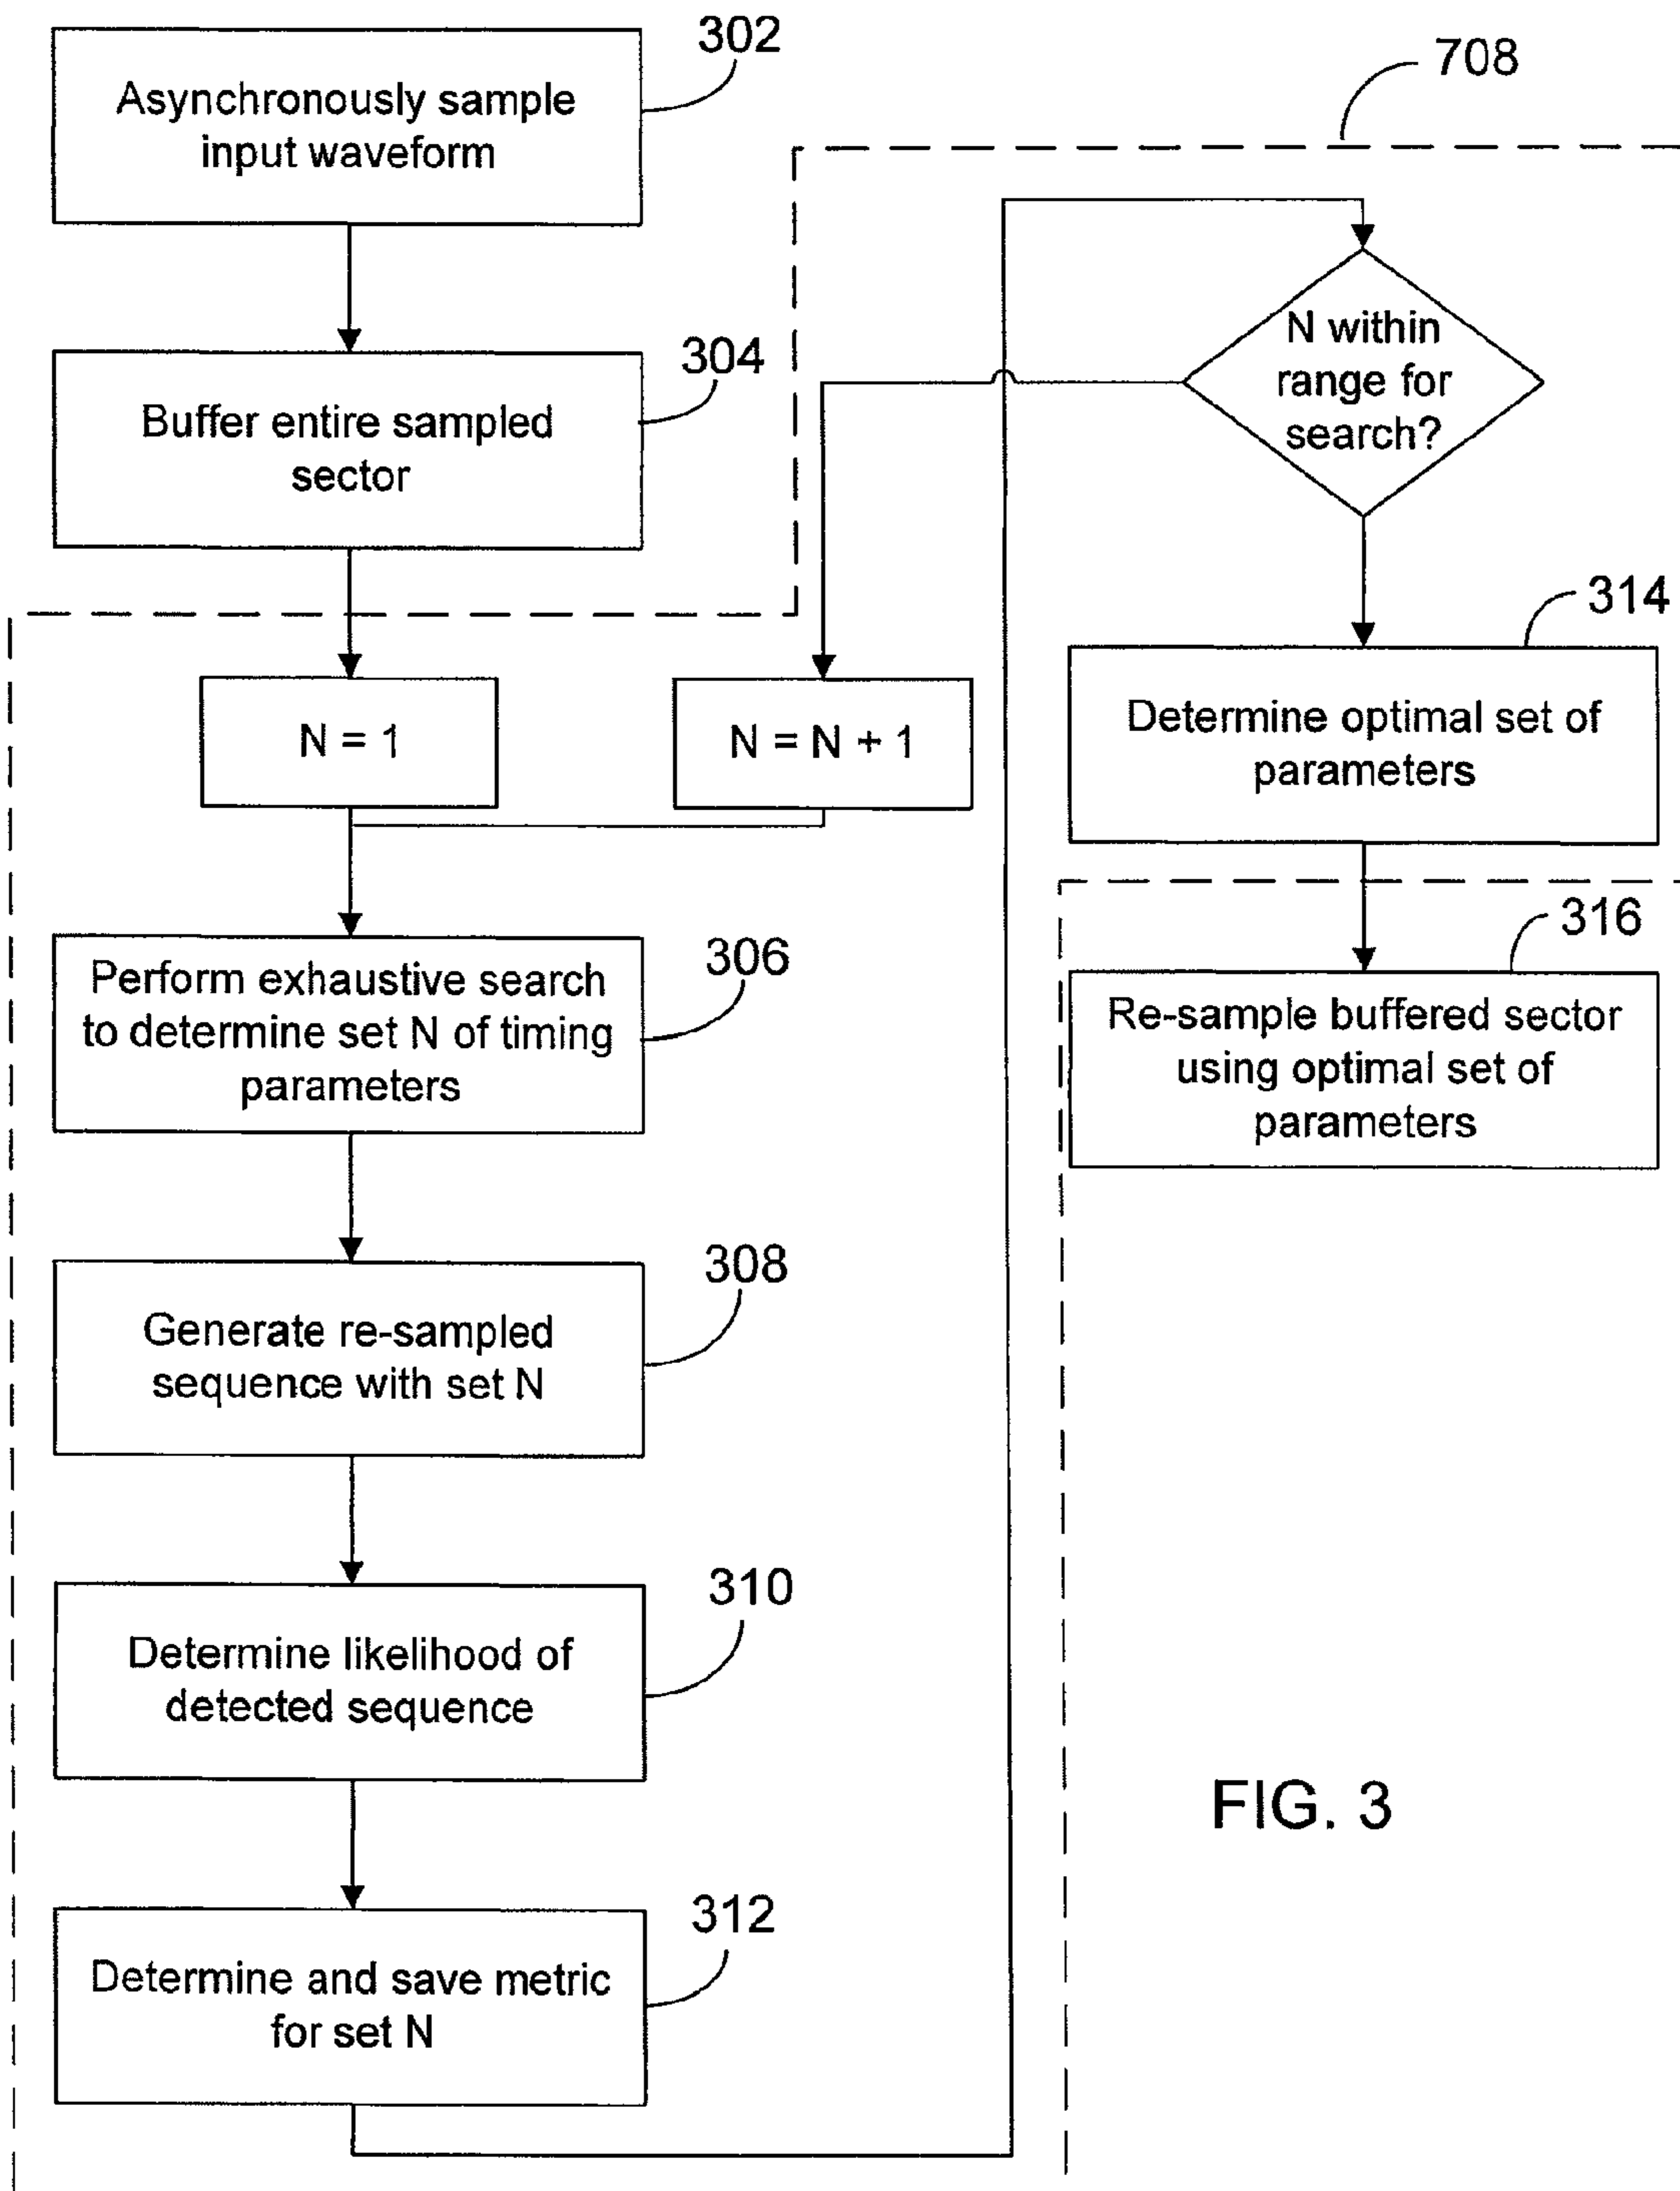 302
Asynchronously sample
input waveform
708
304
Buffer entire sampled
sector
N within
range for
search?
N = 1
N = N + 1
314
Determine optimal set of
parameters
306
Perform exhaustive search
to determine set N of timing
parameters
316
Re-sample buffered sector
using optimal set of
parameters
308
Generate re-sampled
sequence with set N
310
Determine likelihood of
detected sequence
312
Determine and save metric
for set N
FIG. 3